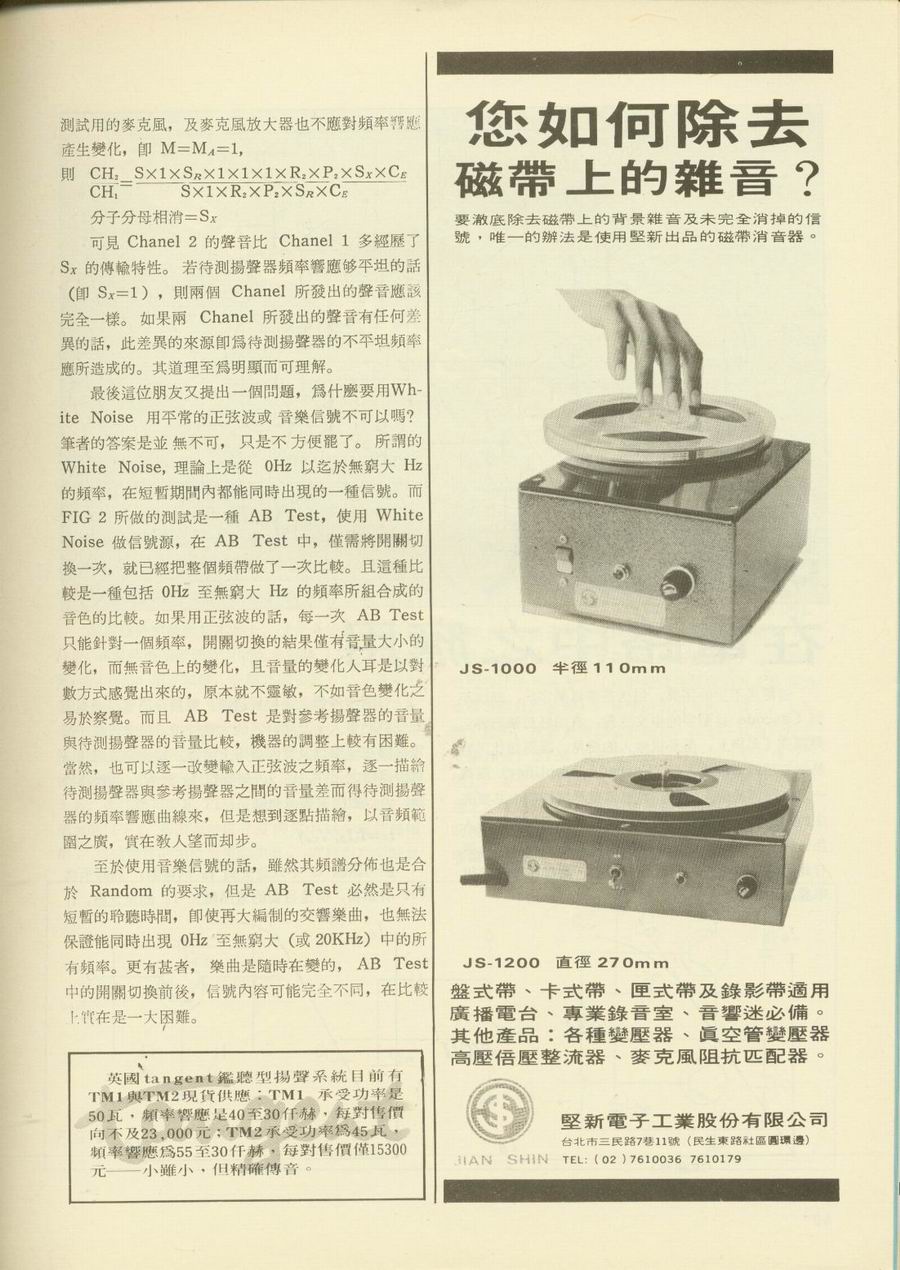 測試用的麥克風，及麥克風放大器也不應對頻率響應
產生變化，卽 M=M_A=1,
則 CH₂/CH₁=S×1×S_R×1×1×1×R₂×P₂×S_X×C_E/S×1×R₂×P₂×S_R×C_E
分子分母相消=S_X
可見 Chanel 2 的聲音比 Chanel 1 多經歷了
S_X 的傳輸特性。若待測揚聲器頻率響應够平坦的話
(卽 S_X=1)，則兩個 Chanel 所發出的聲音應該
完全一樣。如果兩 Chanel 所發出的聲音有任何差
異的話，此差異的來源卽爲待測揚聲器的不平坦頻率
應所造成的。其道理至爲明顯而可理解。
最後這位朋友又提出一個問題，爲什麼要用Wh-
ite Noise 用平常的正弦波或音樂信號不可以嗎?
筆者的答案是並無不可，只是不方便罷了。所謂的
White Noise, 理論上是從 0Hz 以迄於無窮大 Hz
的頻率，在短暫期間內都能同時出現的一種信號。而
FIG 2 所做的測試是一種 AB Test，使用 White
Noise 做信號源，在 AB Test 中，僅需將開關切
換一次，就已經把整個頻帶做了一次比較。且這種比
較是一種包括 0Hz 至無窮大 Hz 的頻率所組合成的
音色的比較。如果用正弦波的話，每一次 AB Test
只能針對一個頻率，開關切換的結果僅有音量大小的
變化，而無音色上的變化，且音量的變化人耳是以對
數方式感覺出來的，原本就不靈敏，不如音色變化之
易於察覺。而且 AB Test 是對參考揚聲器的音量
與待測揚聲器的音量比較，機器的調整上較有困難。
當然，也可以逐一改變輸入正弦波之頻率，逐一描繪
待測揚聲器與參考揚聲器之間的音量差而得待測揚聲
器的頻率響應曲線來，但是想到逐點描繪，以音頻範
圍之廣，實在敎人望而却步。
至於使用音樂信號的話，雖然其頻譜分佈也是合
於 Random 的要求，但是 AB Test 必然是只有
短暫的聆聽時間，卽使再大編制的交響樂曲，也無法
保證能同時出現 0Hz 至無窮大 (或 20KHz) 中的所
有頻率。更有甚者，樂曲是隨時在變的，AB Test
中的開關切換前後，信號內容可能完全不同，在比較
上實在是一大困難。
英國tangent鑑聽型揚聲系統目前有
TM1與TM2現貨供應：TM1 承受功率是
50瓦，頻率響應是40至30仟赫，每對售價
向不及23,000元；TM2承受功率爲45瓦，
頻率響應爲55至30仟赫，每對售價僅15300
元——小雖小，但精確傳音。
您如何除去
磁帶上的雜音？
要澈底除去磁帶上的背景雜音及未完全消掉的信
號，唯一的辦法是使用堅新出品的磁帶消音器。
JS-1000 半徑110mm
JS-1200 直徑270mm
盤式帶、卡式帶、匣式帶及錄影帶適用
廣播電台、專業錄音室、音響迷必備。
其他產品：各種變壓器、眞空管變壓器
高壓倍壓整流器、麥克風阻抗匹配器。
JIAN SHIN
堅新電子工業股份有限公司
台北市三民路7巷11號（民生東路社區圓環邊）
TEL:（02）7610036 7610179